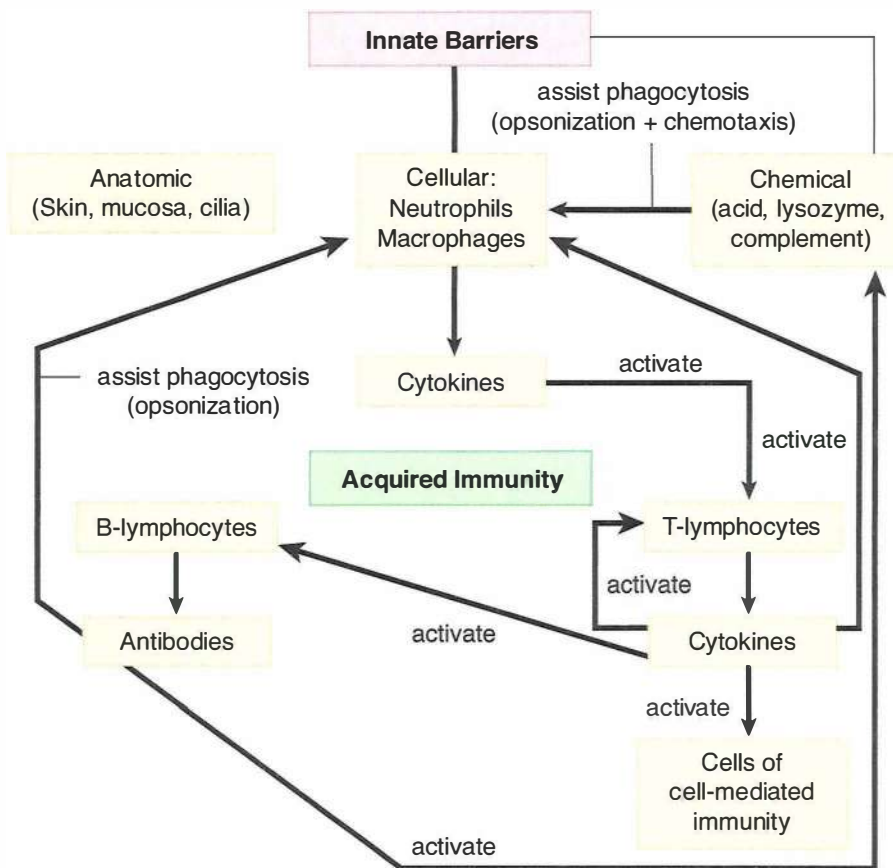 Innate Barriers
assist phagocytosis
(opsonization + chemotaxis)
Anatomic
(Skin, mucosa, cilia)
Cellular:
Neutrophils
Macrophages
Chemical
(acid, lysozyme,
complement)
assist phagocytosis
(opsonization)
Cytokines
activate
activate
Acquired Immunity
B-lymphocytes
T-lymphocytes
activate
Antibodies
activate
Cytokines
activate
Cells of
cell-mediated
immunity
activate